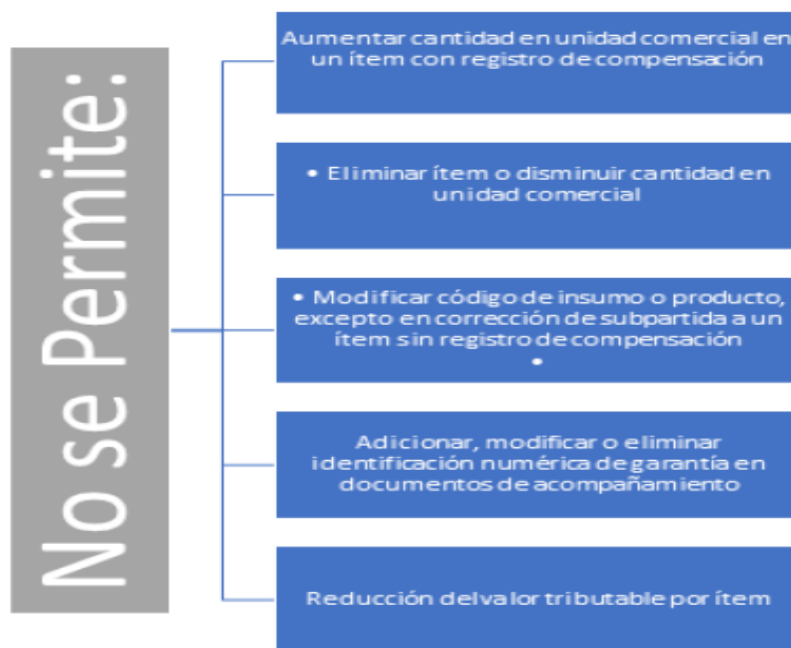 No se Permite:
Aumentar cantidad en unidad comercial en
un ítem con registro de compensación
• Eliminar ítem o disminuir cantidad en
unidad comercial
• Modificar código de insumo o producto,
excepto en corrección de subpartida a un
ítem sin registro de compensación
•
Adicionar, modificar o eliminar
identificación numérica de garantía en
documentos de acompañamiento
Reducción del valor tributable por ítem